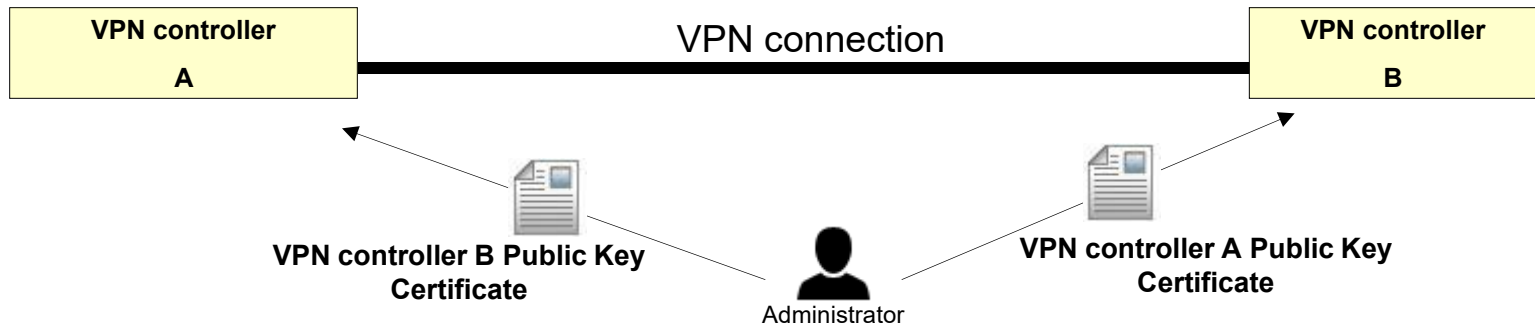 VPN controller
A
VPN connection
VPN controller
B
VPN controller B Public Key
Certificate
VPN controller A Public Key
Certificate
Administrator